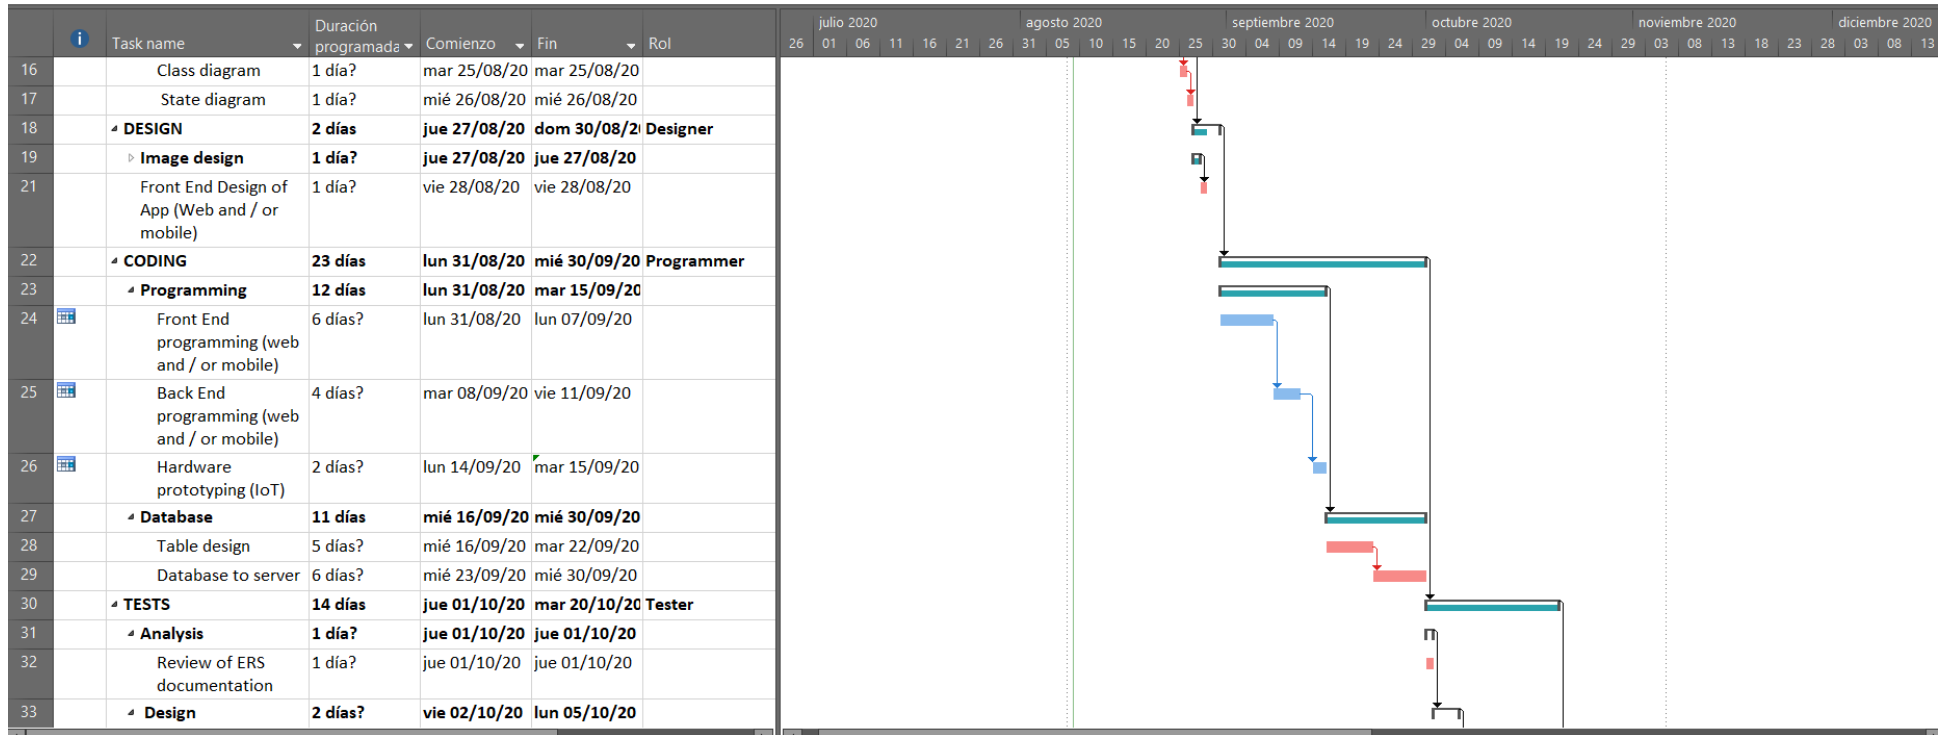 julio 2020 agosto 2020 septiembre 2020 octubre 2020 noviembre 2020 diciembre 2020
Task name Duración programada Comienzo Fin Rol 26 01 06 11 16 21 26 31 05 10 15 20 25 30 04 09 14 19 24 29 04 09 14 19 24 29 03 08 13 18 23 28 03 08 13
16 Class diagram 1 día? mar 25/08/20 mar 25/08/20
17 State diagram 1 día? mié 26/08/20 mié 26/08/20
18 DESIGN 2 días jue 27/08/20 dom 30/08/2 Designer
19 Image design 1 día? jue 27/08/20 jue 27/08/20
21 Front End Design of 1 día? vie 28/08/20 vie 28/08/20
App (Web and / or
mobile)
22 CODING 23 días lun 31/08/20 mié 30/09/20 Programmer
23 Programming 12 días lun 31/08/20 mar 15/09/20
24 Front End 6 días? lun 31/08/20 lun 07/09/20
programming (web
and / or mobile)
25 Back End 4 días? mar 08/09/20 vie 11/09/20
programming (web
and / or mobile)
26 Hardware 2 días? lun 14/09/20 mar 15/09/20
prototyping (IoT)
27 Database 11 días mié 16/09/20 mié 30/09/20
28 Table design 5 días? mié 16/09/20 mar 22/09/20
29 Database to server 6 días? mié 23/09/20 mié 30/09/20
30 TESTS 14 días jue 01/10/20 mar 20/10/20 Tester
31 Analysis 1 día? jue 01/10/20 jue 01/10/20
32 Review of ERS 1 día? jue 01/10/20 jue 01/10/20
documentation
33 Design 2 días? vie 02/10/20 lun 05/10/20